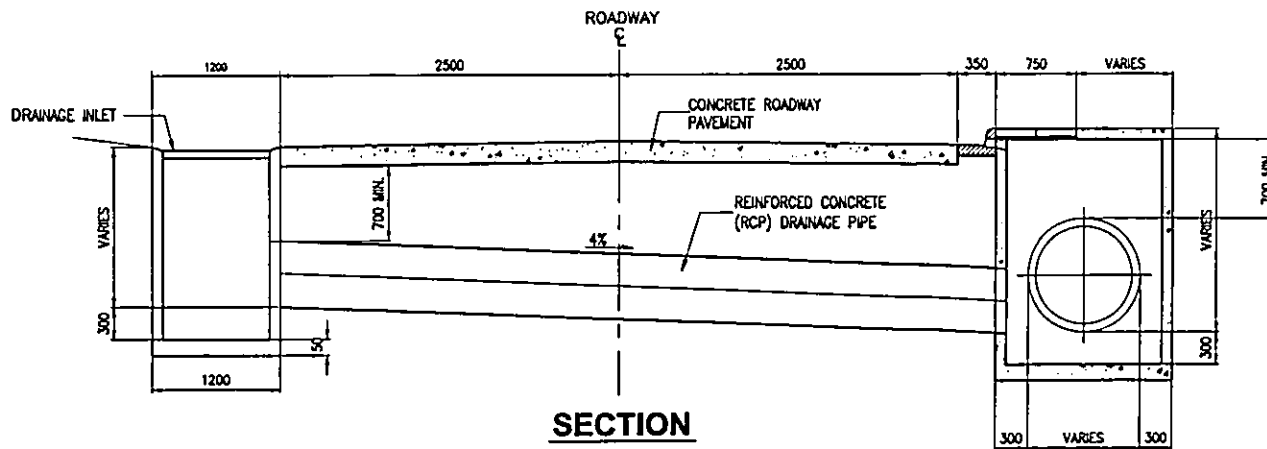 ROADWAY
℄
1200
2500
2500
350
750
VARIES
DRAINAGE INLET
CONCRETE ROADWAY
PAVEMENT
700 MIN.
700 MIN.
VARIES
VARIES
REINFORCED CONCRETE
(RCP) DRAINAGE PIPE
4%
300
50
300
1200
SECTION
300
VARIES
300